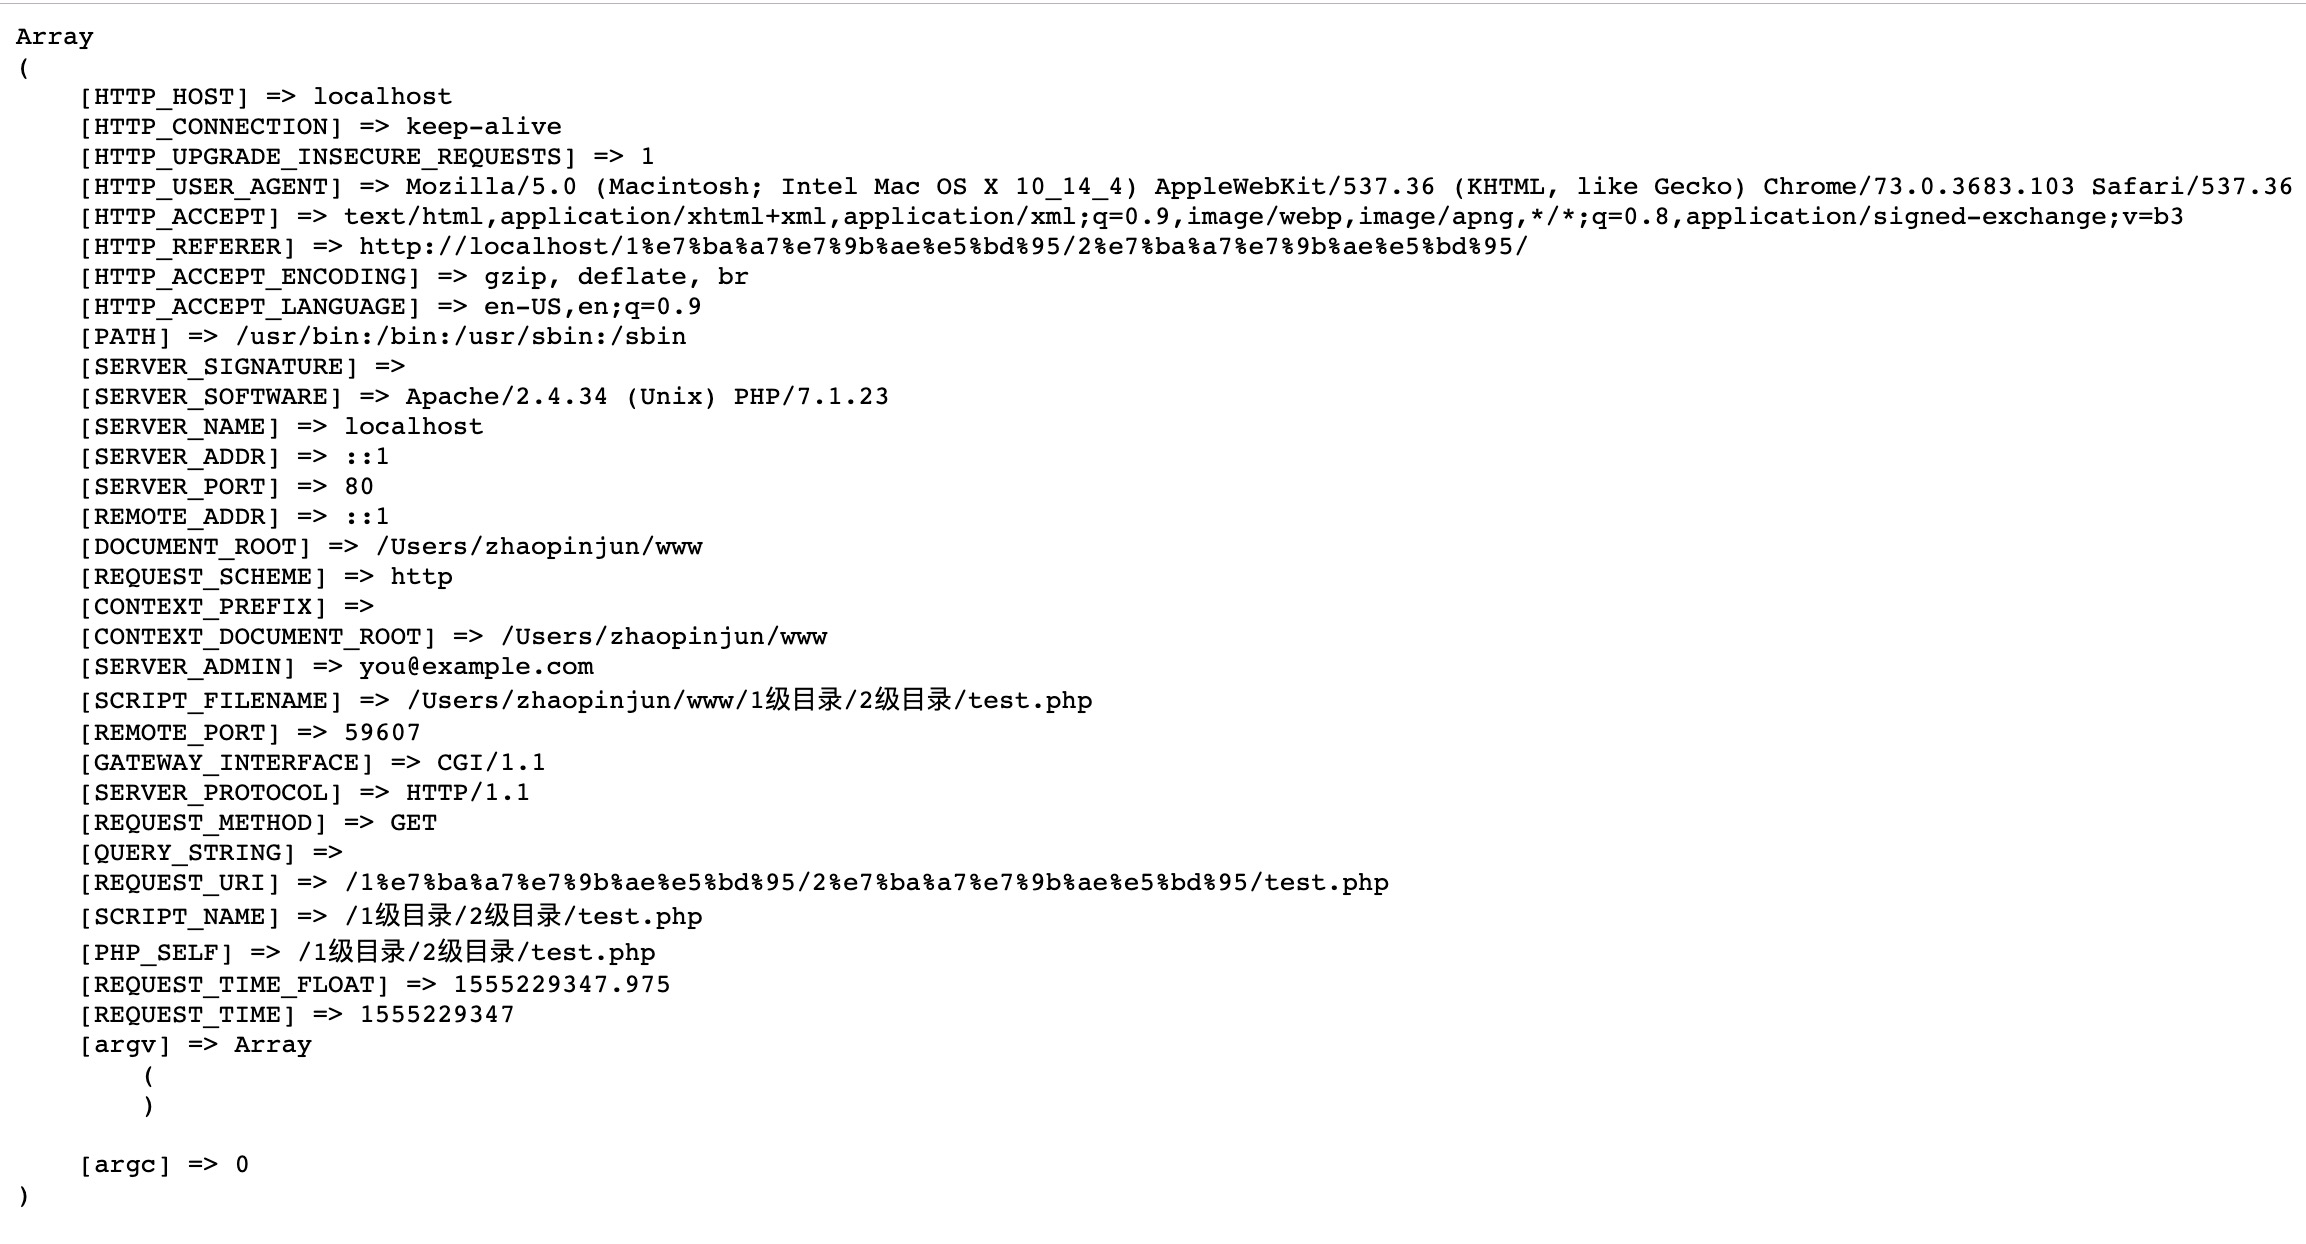 Array
(
    [HTTP_HOST] => localhost
    [HTTP_CONNECTION] => keep-alive
    [HTTP_UPGRADE_INSECURE_REQUESTS] => 1
    [HTTP_USER_AGENT] => Mozilla/5.0 (Macintosh; Intel Mac OS X 10_14_4) AppleWebKit/537.36 (KHTML, like Gecko) Chrome/73.0.3683.103 Safari/537.36
    [HTTP_ACCEPT] => text/html,application/xhtml+xml,application/xml;q=0.9,image/webp,image/apng,*/*;q=0.8,application/signed-exchange;v=b3
    [HTTP_REFERER] => http://localhost/1%e7%ba%a7%e7%9b%ae%e5%bd%95/2%e7%ba%a7%e7%9b%ae%e5%bd%95/
    [HTTP_ACCEPT_ENCODING] => gzip, deflate, br
    [HTTP_ACCEPT_LANGUAGE] => en-US,en;q=0.9
    [PATH] => /usr/bin:/bin:/usr/sbin:/sbin
    [SERVER_SIGNATURE] =>
    [SERVER_SOFTWARE] => Apache/2.4.34 (Unix) PHP/7.1.23
    [SERVER_NAME] => localhost
    [SERVER_ADDR] => ::1
    [SERVER_PORT] => 80
    [REMOTE_ADDR] => ::1
    [DOCUMENT_ROOT] => /Users/zhaopinjun/www
    [REQUEST_SCHEME] => http
    [CONTEXT_PREFIX] =>
    [CONTEXT_DOCUMENT_ROOT] => /Users/zhaopinjun/www
    [SERVER_ADMIN] => you@example.com
    [SCRIPT_FILENAME] => /Users/zhaopinjun/www/1级目录/2级目录/test.php
    [REMOTE_PORT] => 59607
    [GATEWAY_INTERFACE] => CGI/1.1
    [SERVER_PROTOCOL] => HTTP/1.1
    [REQUEST_METHOD] => GET
    [QUERY_STRING] =>
    [REQUEST_URI] => /1%e7%ba%a7%e7%9b%ae%e5%bd%95/2%e7%ba%a7%e7%9b%ae%e5%bd%95/test.php
    [SCRIPT_NAME] => /1级目录/2级目录/test.php
    [PHP_SELF] => /1级目录/2级目录/test.php
    [REQUEST_TIME_FLOAT] => 1555229347.975
    [REQUEST_TIME] => 1555229347
    [argv] => Array
        (
        )
    [argc] => 0
)